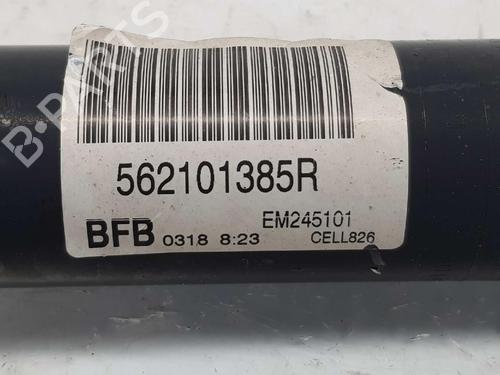 B-PARTS
562101385R
BFB 0318 8:23 EM245101
CELL826